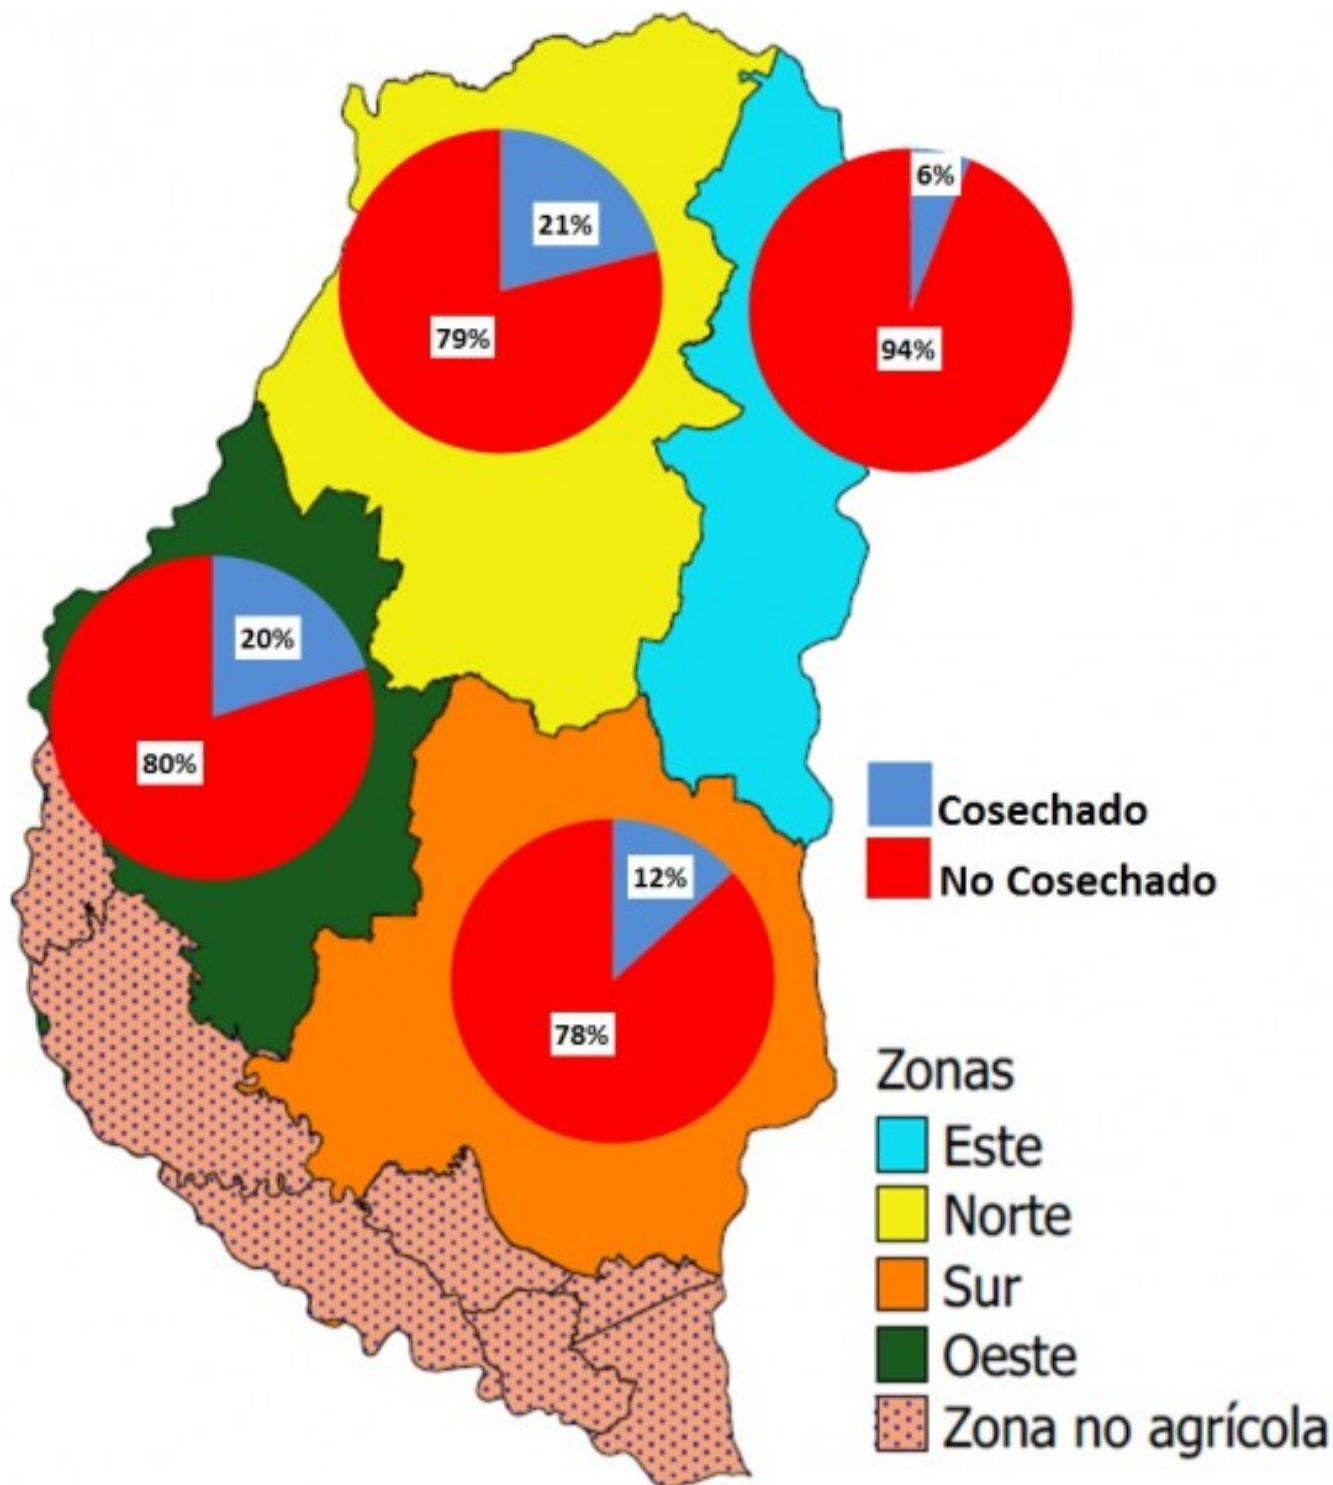 6%
21%
79%
94%
20%
80%
Cosechado
12%
No Cosechado
78%
Zonas
Este
Norte
Sur
Oeste
Zona no agrícola